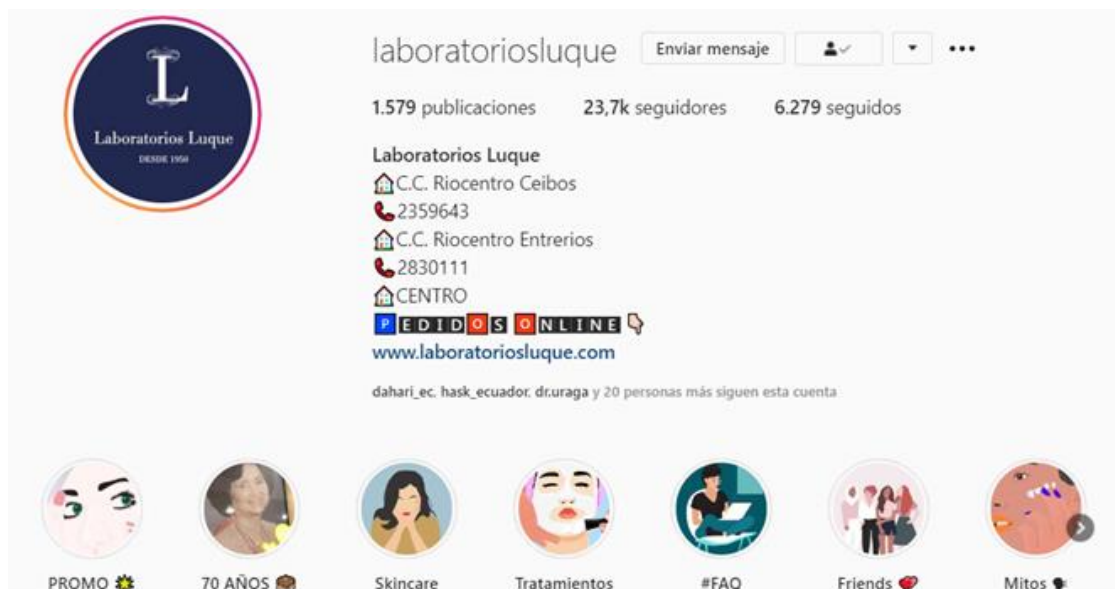 L
Laboratorios Luque
DESDE 1950
laboratoriosluque Enviar mensaje
1.579 publicaciones 23,7k seguidores 6.279 seguidos
Laboratorios Luque
C.C. Riocentro Ceibos
2359643
C.C. Riocentro Entrerios
2830111
CENTRO
PEDIDOS ONLINE
www.laboratoriosluque.com
dahari_ec, hask_ecuador, dr.uraga y 20 personas más siguen esta cuenta
PROMO 70 AÑOS Skincare Tratamientos #FAQ Friends Mitos